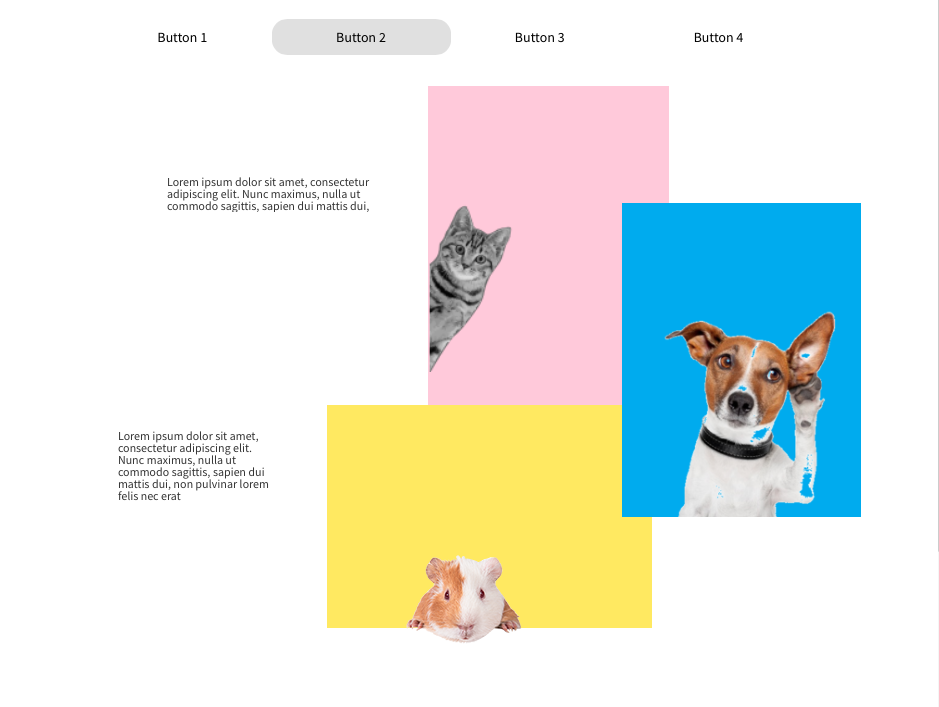 Button 1
Button 2
Button 3
Button 4
Lorem ipsum dolor sit amet, consectetur
adipiscing elit. Nunc maximus, nulla ut
commodo sagittis, sapien dui mattis dui,
Lorem ipsum dolor sit amet,
consectetur adipiscing elit.
Nunc maximus, nulla ut
commodo sagittis, sapien dui
mattis dui, non pulvinar lorem
felis nec erat